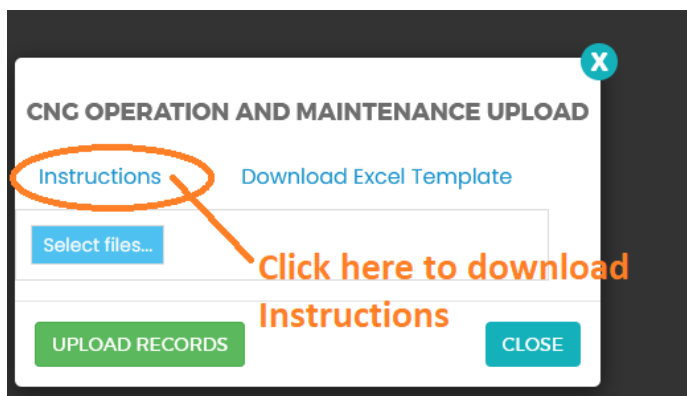 X
CNG OPERATION AND MAINTENANCE UPLOAD
Instructions Download Excel Template
Select files...
Click here to download
Instructions
UPLOAD RECORDS CLOSE